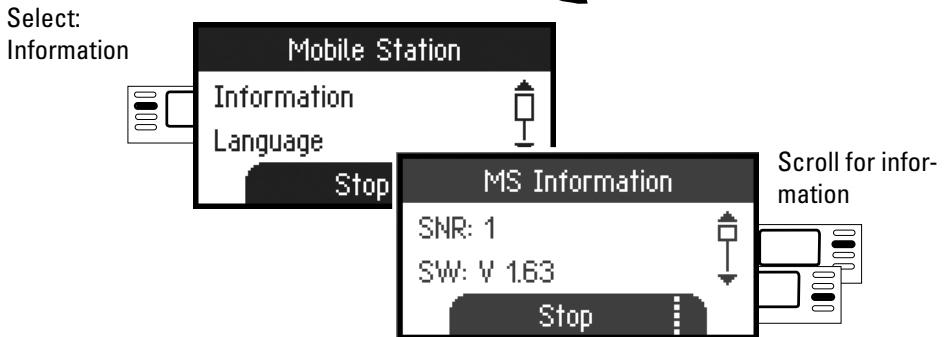 Select:
Information
Mobile Station
Information
Language
Stop
MS Information
SNR: 1
SW: V 1.63
Stop
Scroll for infor-
mation